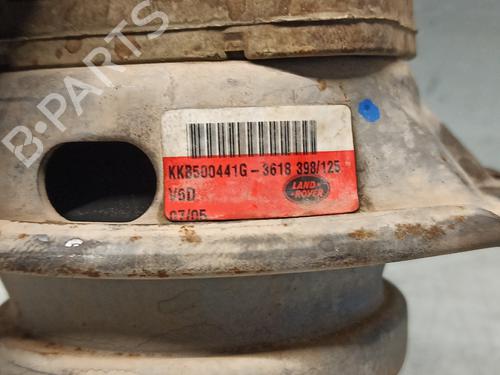 B-PARTS
KKB500441G-3618 398/125
V6D
LAND-
ROVER
07/05